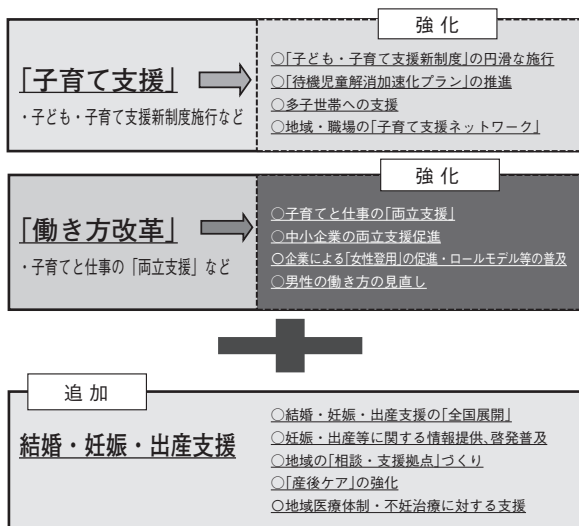 強 化
「子育て支援」
・子ども・子育て支援新制度施行など
○「子ども・子育て支援新制度」の円滑な施行
○「待機児童解消加速化プラン」の推進
○多子世帯への支援
○地域・職場の「子育て支援ネットワーク」
強 化
「働き方改革」
・子育てと仕事の「両立支援」など
○子育てと仕事の「両立支援」
○中小企業の両立支援促進
○企業による「女性登用」の促進・ロールモデル等の普及
○男性の働き方の見直し
追 加
結婚・妊娠・出産支援
○結婚・妊娠・出産支援の「全国展開」
○妊娠・出産等に関する情報提供、啓発普及
○地域の「相談・支援拠点」づくり
○「産後ケア」の強化
○地域医療体制・不妊治療に対する支援